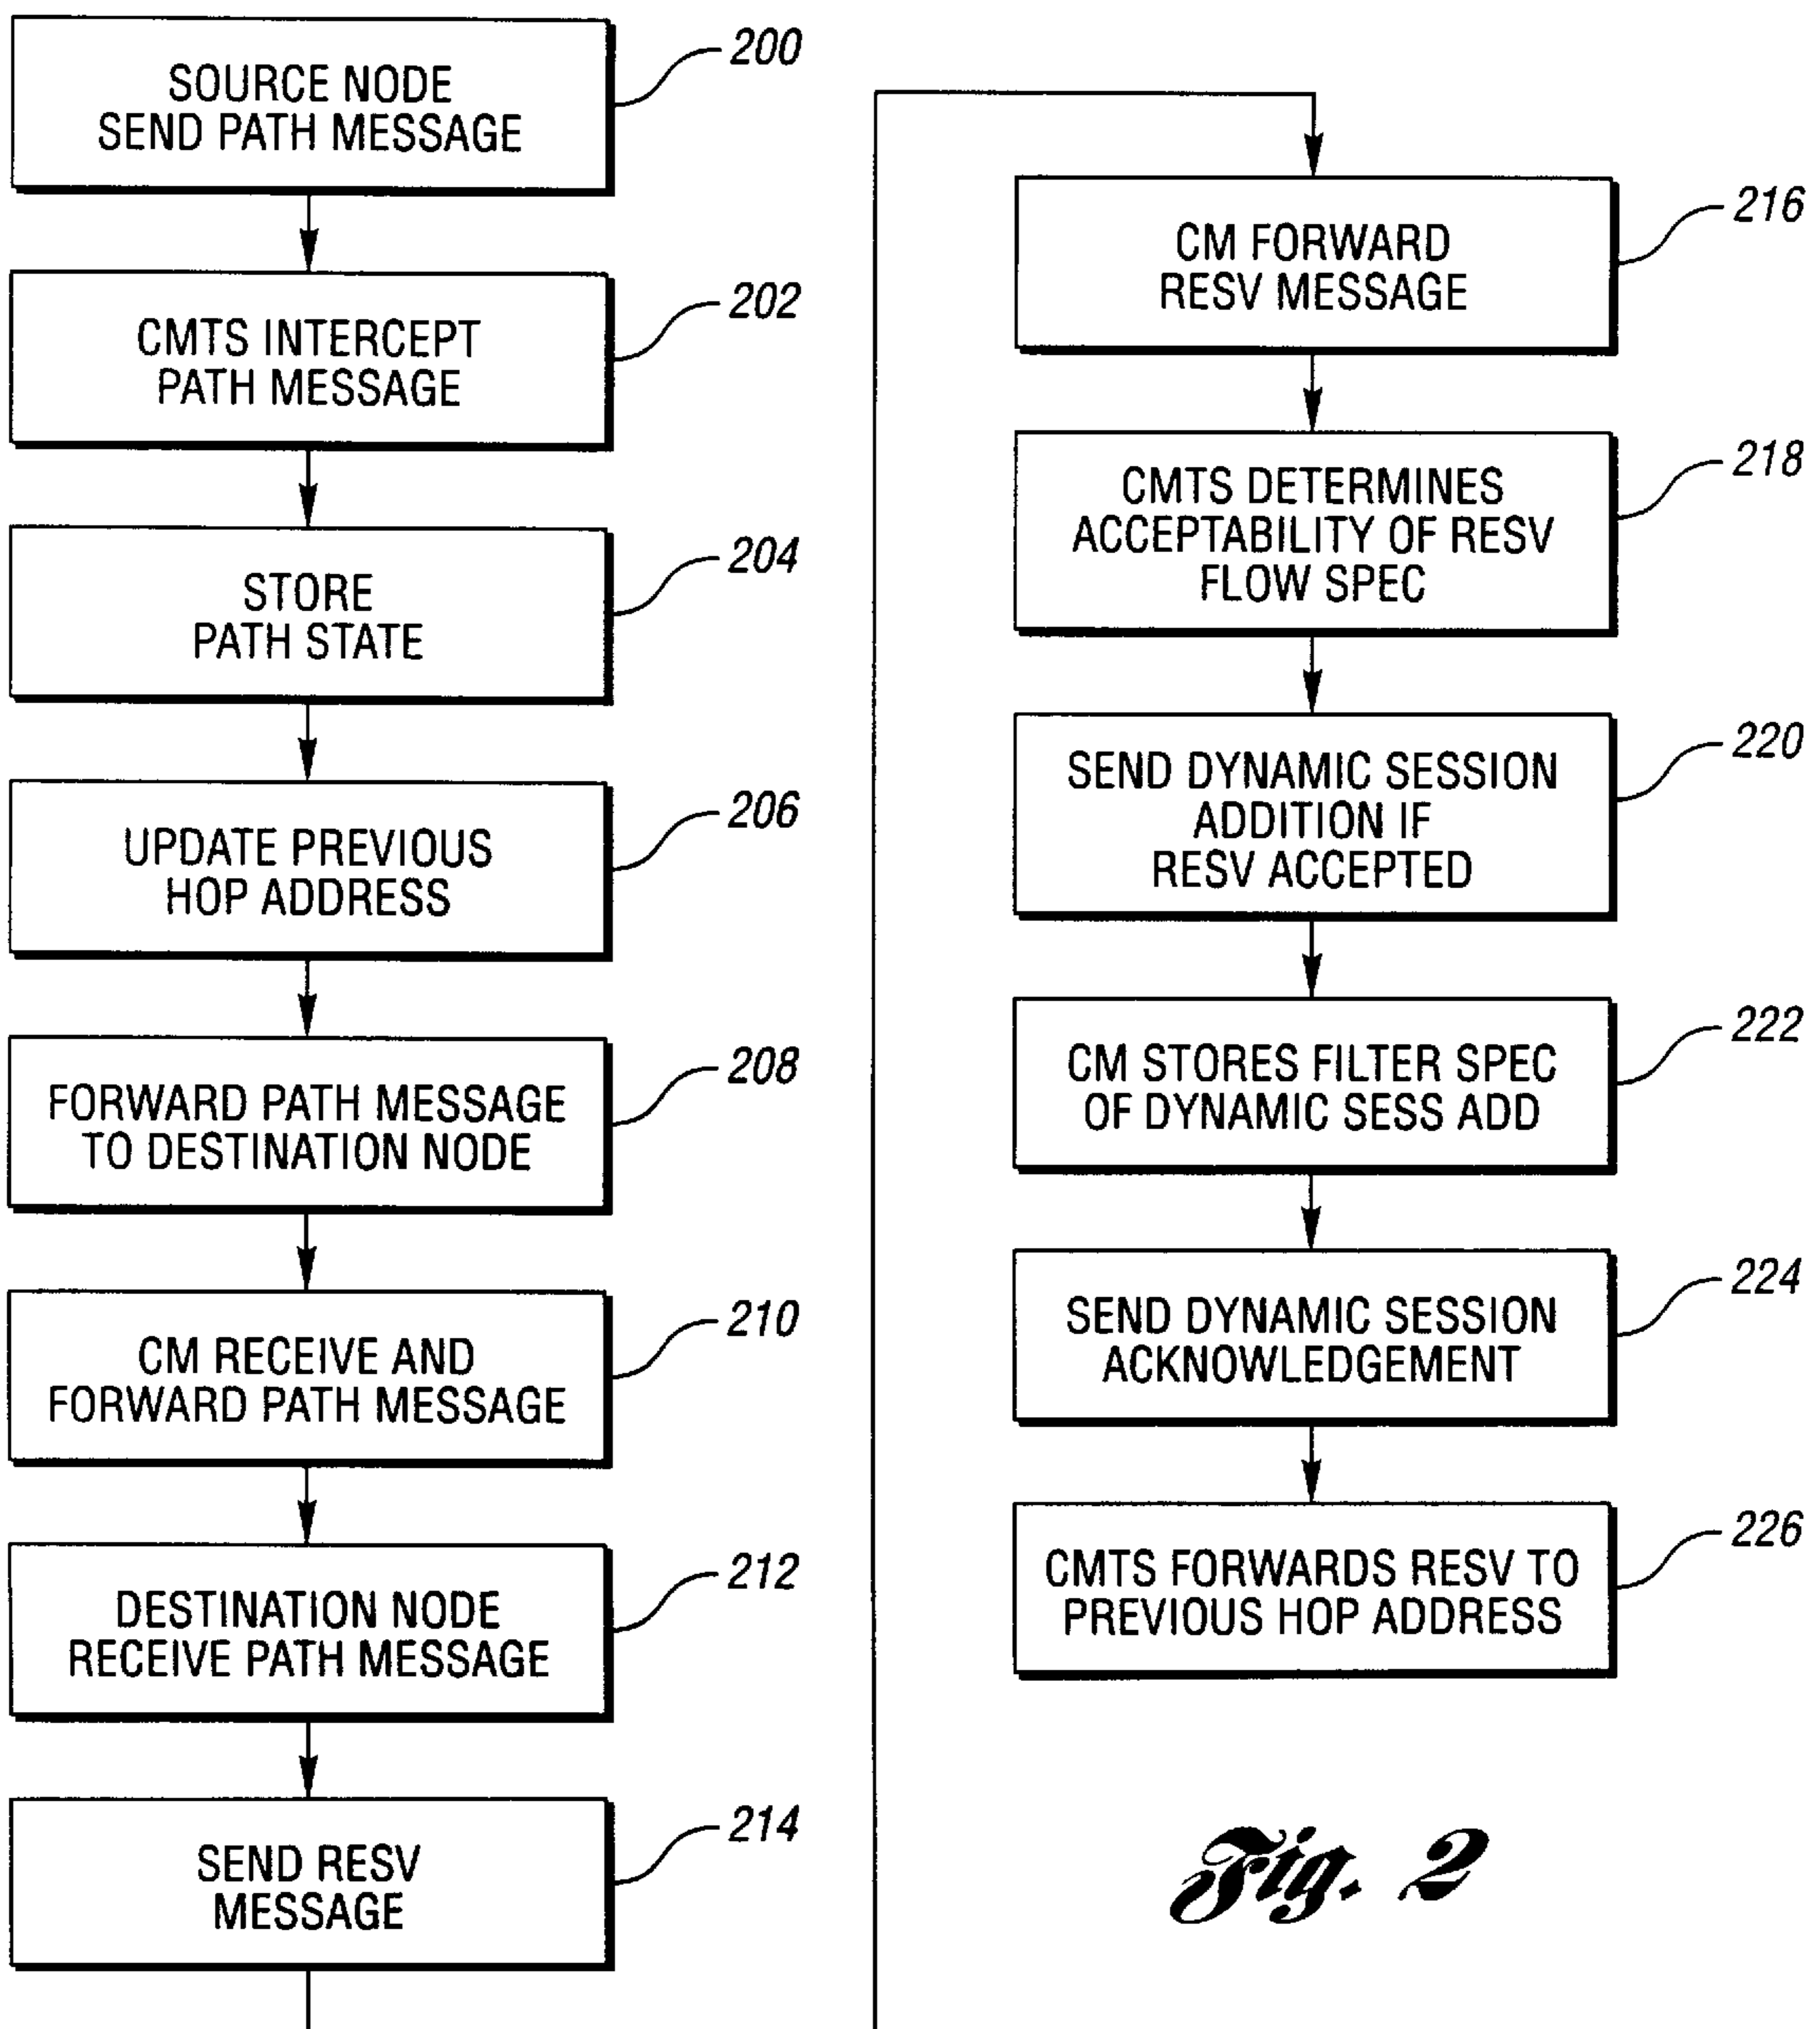 SOURCE NODE
SEND PATH MESSAGE
200
CMTS INTERCEPT
PATH MESSAGE
202
STORE
PATH STATE
204
UPDATE PREVIOUS
HOP ADDRESS
206
FORWARD PATH MESSAGE
TO DESTINATION NODE
208
CM RECEIVE AND
FORWARD PATH MESSAGE
210
DESTINATION NODE
RECEIVE PATH MESSAGE
212
SEND RESV
MESSAGE
214
CM FORWARD
RESV MESSAGE
216
CMTS DETERMINES
ACCEPTABILITY OF RESV
FLOW SPEC
218
SEND DYNAMIC SESSION
ADDITION IF
RESV ACCEPTED
220
CM STORES FILTER SPEC
OF DYNAMIC SESS ADD
222
SEND DYNAMIC SESSION
ACKNOWLEDGEMENT
224
CMTS FORWARDS RESV TO
PREVIOUS HOP ADDRESS
226
Fig. 2